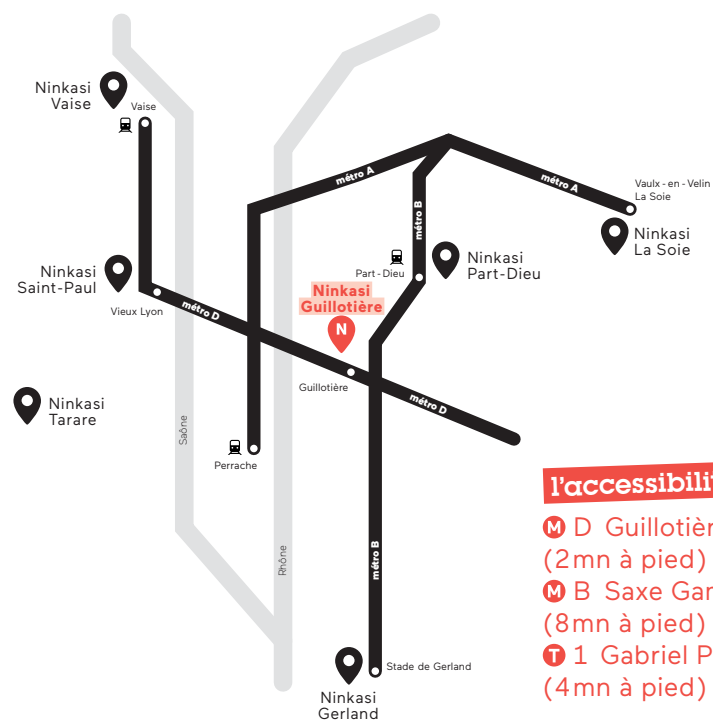 Ninkasi
Vaise
Vaise
métro A
métro A
Vaulx - en - Velin
La Soie
métro B
Ninkasi
La Soie
Ninkasi
Part-Dieu
Part - Dieu
Ninkasi
Saint-Paul
Ninkasi
Guillotière
Vieux Lyon
métro D
N
Guillotière
Ninkasi
Tarare
métro D
Saône
Perrache
Rhône
métro B
Stade de Gerland
Ninkasi
Gerland
M D Guillotièr
(2mn à pied)
M B Saxe Gam
(8mn à pied)
T 1 Gabriel P
(4mn à pied)